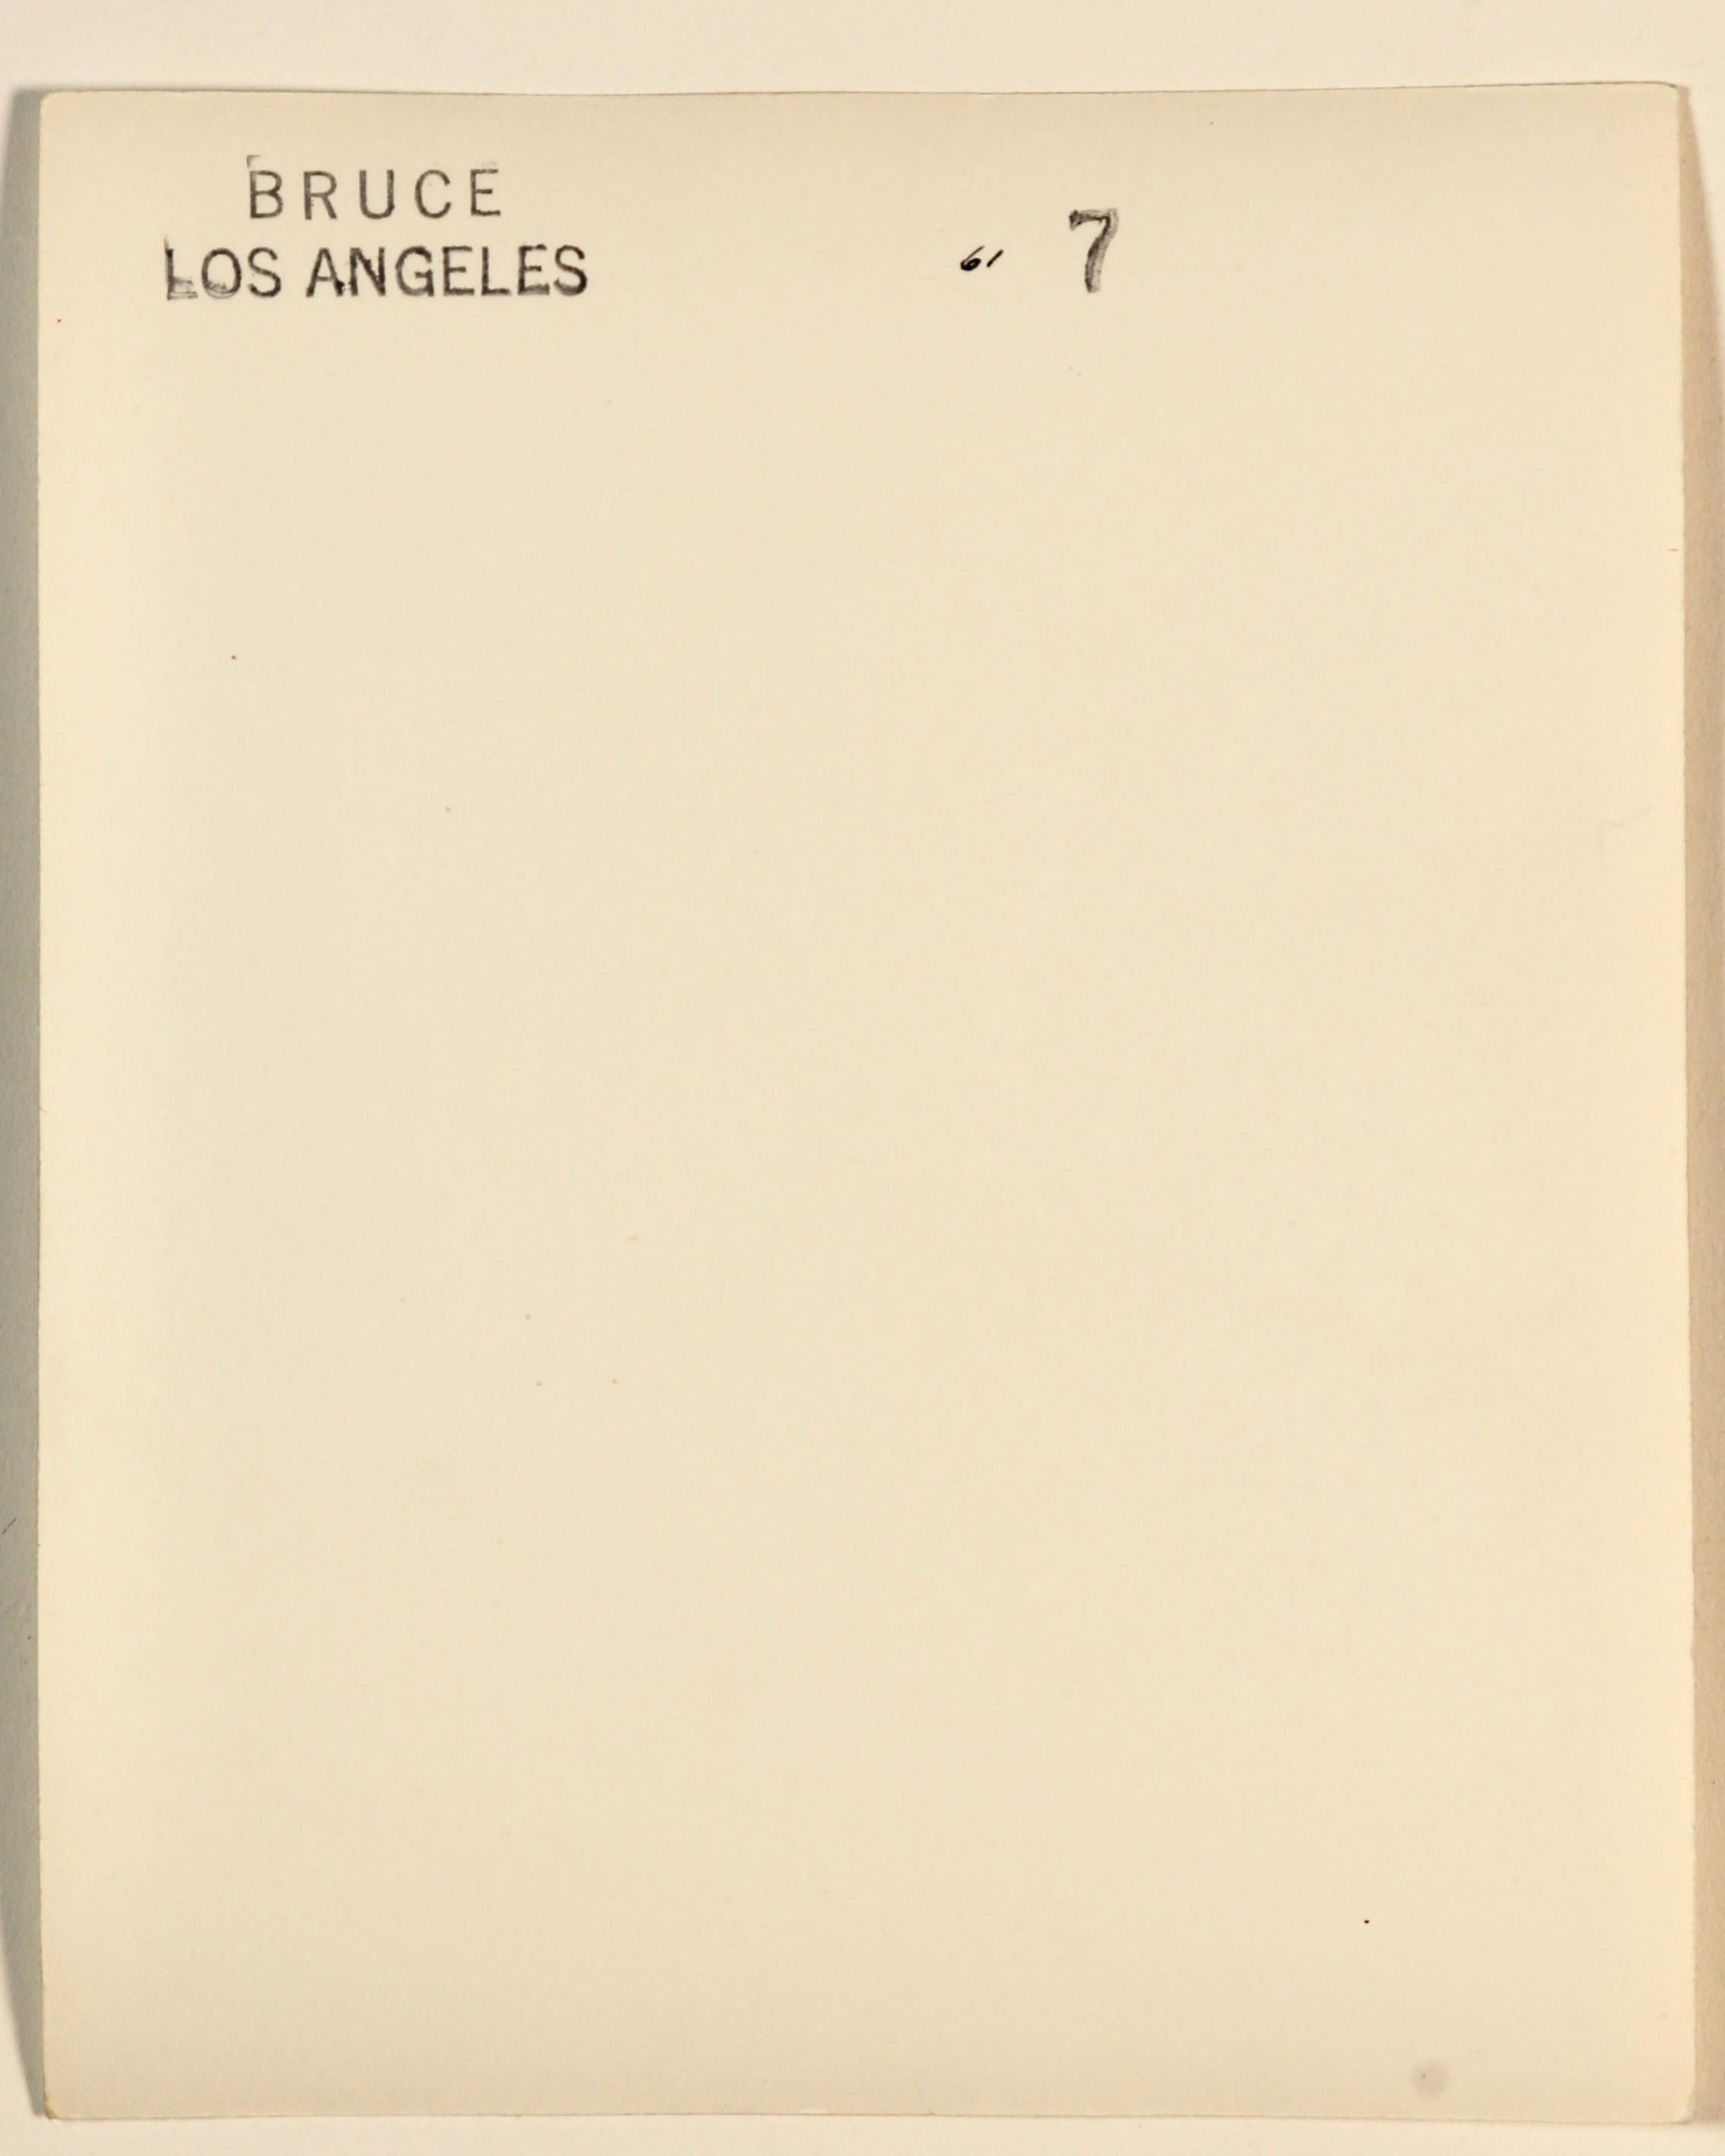 BRUCE
LOS ANGELES
61 7